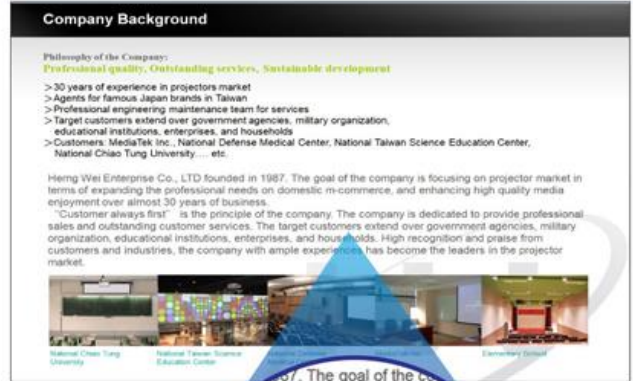 Company Background
Philosophy of the Company:
Professional quality, Outstanding services, Sustainable development
>30 years of experience in projectors market
>Agents for famous Japan brands in Taiwan
>Professional engineering maintenance team for services
>Target customers extend over government agencies, military organization,
educational institutions, enterprises, and households
>Customers: MediaTek Inc., National Defense Medical Center, National Taiwan Science Education Center,
National Chiao Tung University.... etc.
Herng Wei Enterprise Co., LTD founded in 1987. The goal of the company is focusing on projector market in
terms of expanding the professional needs on domestic m-commerce, and enhancing high quality media
enjoyment over almost 30 years of business.
"Customer always first" is the principle of the company. The company is dedicated to provide professional
sales and outstanding customer services. The target customers extend over government agencies, military
organization, educational institutions, enterprises, and households. High recognition and praise from
customers and industries, the company with ample experiences has become the leaders in the projector
market.
National Chiao Tung
University
National Taiwan Science
Education Center
Elementary School
87. The goal of the co